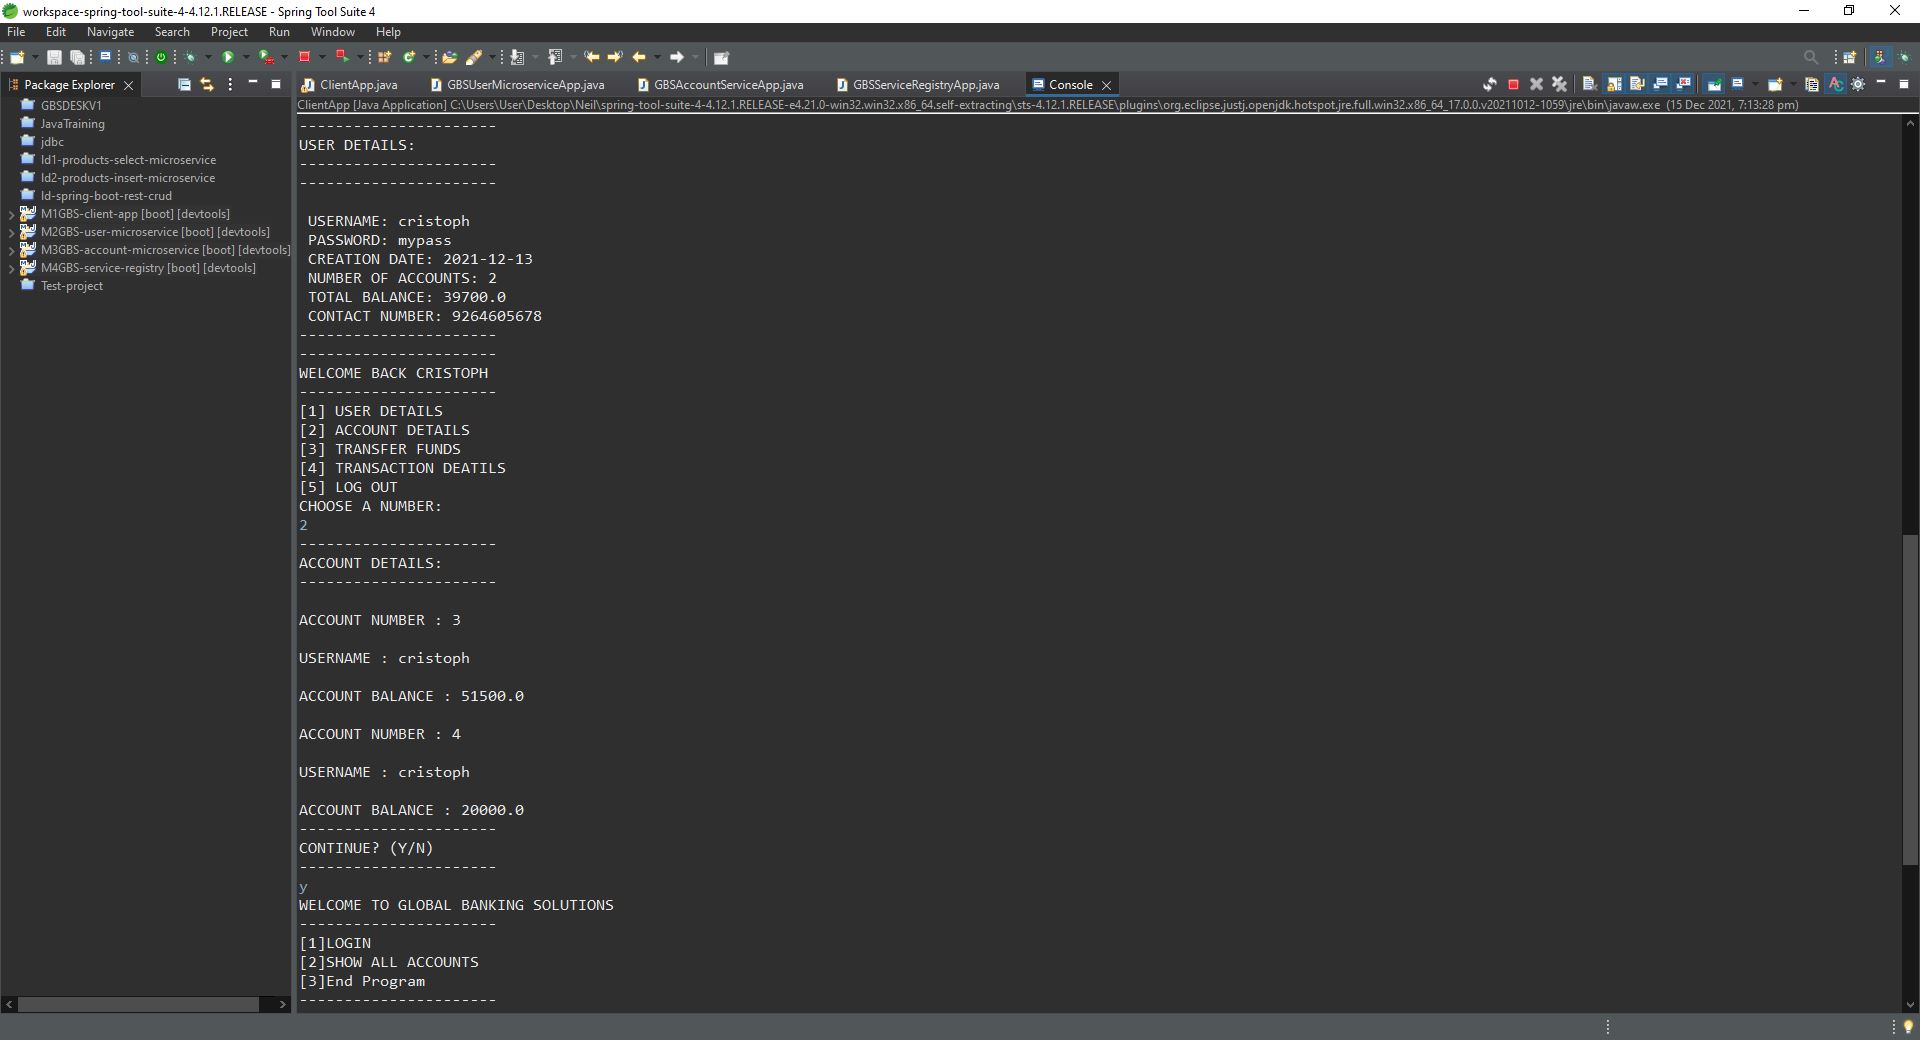 workspace-spring-tool-suite-4-4.12.1.RELEASE - Spring Tool Suite 4
File Edit Navigate Search Project Run Window Help
Package Explorer
ClientApp.java GBSUserMicroserviceApp.java GBSAccountServiceApp.java GBSServiceRegistryApp.java Console
ClientApp [Java Application] C:\Users\User\Desktop\Neil\spring-tool-suite-4-4.12.1.RELEASE-e4.21.0-win32.win32.x86_64.self-extracting\sts-4.12.1.RELEASE\plugins\org.eclipse.justj.openjdk.hotspot.jre.full.win32.x86_64_17.0.0.v20211012-1059\jre\bin\javaw.exe (15 Dec 2021, 7:13:28 pm)
GBSDESKV1
JavaTraining
jdbc
ld1-products-select-microservice
ld2-products-insert-microservice
ld-spring-boot-rest-crud
M1GBS-client-app [boot] [devtools]
M2GBS-user-microservice [boot] [devtools]
M3GBS-account-microservice [boot] [devtools]
M4GBS-service-registry [boot] [devtools]
Test-project
----------------------
USER DETAILS:
----------------------
----------------------
USERNAME: cristoph
PASSWORD: mypass
CREATION DATE: 2021-12-13
NUMBER OF ACCOUNTS: 2
TOTAL BALANCE: 39700.0
CONTACT NUMBER: 9264605678
----------------------
----------------------
WELCOME BACK CRISTOPH
----------------------
[1] USER DETAILS
[2] ACCOUNT DETAILS
[3] TRANSFER FUNDS
[4] TRANSACTION DEATILS
[5] LOG OUT
CHOOSE A NUMBER:
2
----------------------
ACCOUNT DETAILS:
----------------------
ACCOUNT NUMBER : 3
USERNAME : cristoph
ACCOUNT BALANCE : 51500.0
ACCOUNT NUMBER : 4
USERNAME : cristoph
ACCOUNT BALANCE : 20000.0
----------------------
CONTINUE? (Y/N)
----------------------
y
WELCOME TO GLOBAL BANKING SOLUTIONS
----------------------
[1]LOGIN
[2]SHOW ALL ACCOUNTS
[3]End Program
----------------------